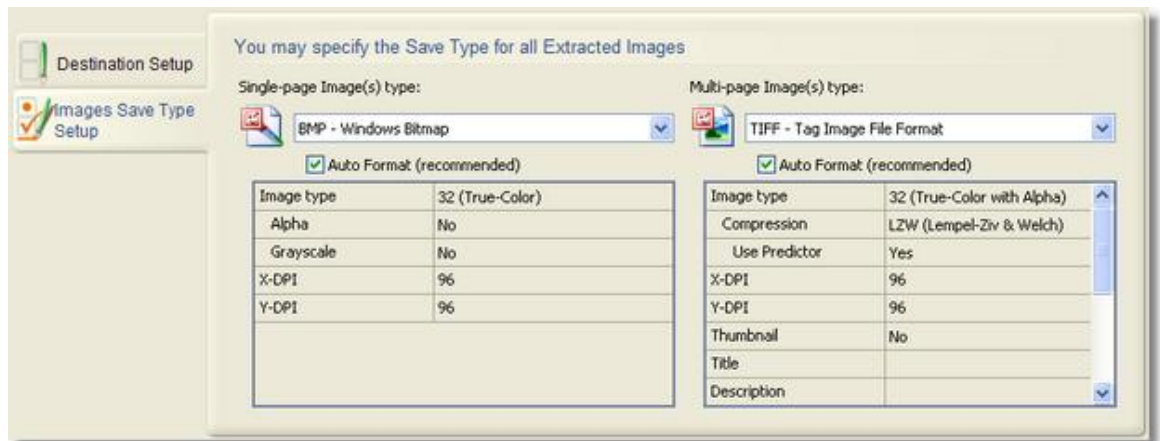 Destination Setup
Images Save Type
Setup
You may specify the Save Type for all Extracted Images
Single-page Image(s) type:
BMP - Windows Bitmap
Auto Format (recommended)
Image type 32 (True-Color)
Alpha No
Grayscale No
X-DPI 96
Y-DPI 96
Multi-page Image(s) type:
TIFF - Tag Image File Format
Auto Format (recommended)
Image type 32 (True-Color with Alpha)
Compression LZW (Lempel-Ziv & Welch)
Use Predictor Yes
X-DPI 96
Y-DPI 96
Thumbnail No
Title
Description